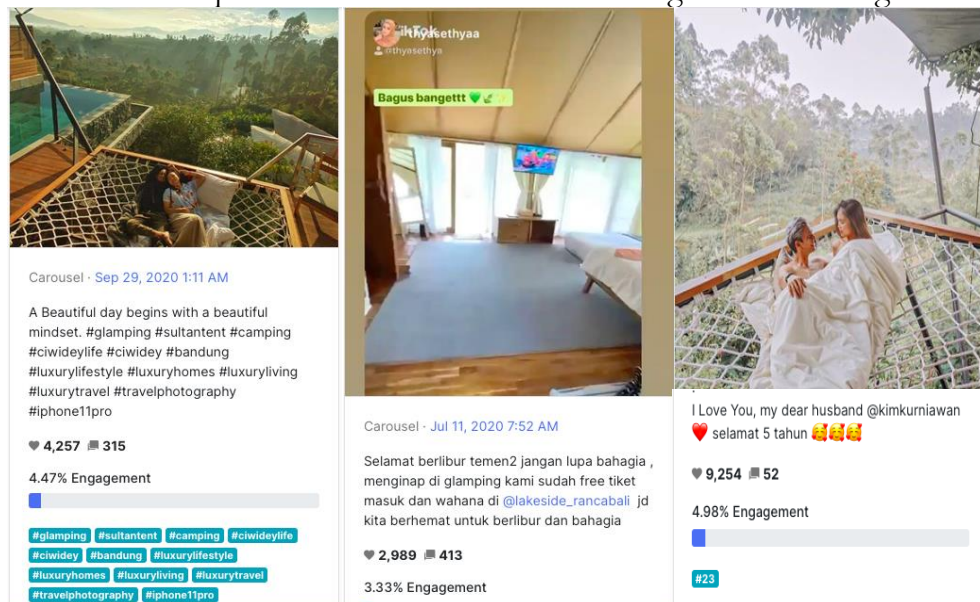 Carousel · Sep 29, 2020 1:11 AM
A Beautiful day begins with a beautiful
mindset. #glamping #sultantent #camping
#ciwideylife #ciwidey #bandung
#luxurylifestyle #luxuryhomes #luxuryliving
#luxurytravel #travelphotography
#iphone11pro
4,257 315
4.47% Engagement
#glamping #sultantent #camping #ciwideylife
#ciwidey #bandung #luxurylifestyle
#luxuryhomes #luxuryliving #luxurytravel
#travelphotography #iphone11pro
@thyasethya
Bagus bangettt
Carousel · Jul 11, 2020 7:52 AM
Selamat berlibur temen2 jangan lupa bahagia ,
menginap di glamping kami sudah free tiket
masuk dan wahana di @lakeside_rancabali jd
kita berhemat untuk berlibur dan bahagia
2,989 413
3.33% Engagement
I Love You, my dear husband @kimkurniawan
selamat 5 tahun
9,254 52
4.98% Engagement
#23